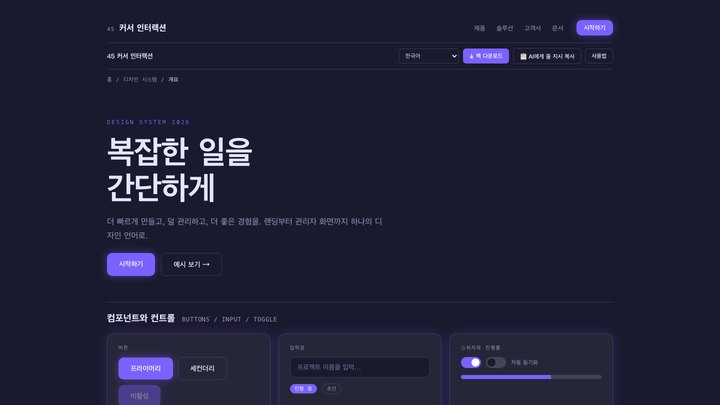 45 커서 인터랙션
제품 솔루션 고객사 문서 시작하기
45 커서 인터랙션
한국어 팩 다운로드 AI에게 줄 지시 복사 사용법
홈 / 디자인 시스템 / 개요
DESIGN SYSTEM 2026
복잡한 일을
간단하게
더 빠르게 만들고, 덜 관리하고, 더 좋은 경험을. 랜딩부터 관리자 화면까지 하나의 디
자인 언어로.
시작하기 예시 보기 →
컴포넌트와 컨트롤 BUTTONS / INPUT / TOGGLE
버튼
프라이머리 세컨더리
비활성
입력창
프로젝트 이름을 입력...
진행 중 초안
스위치와 진행률
자동 동기화